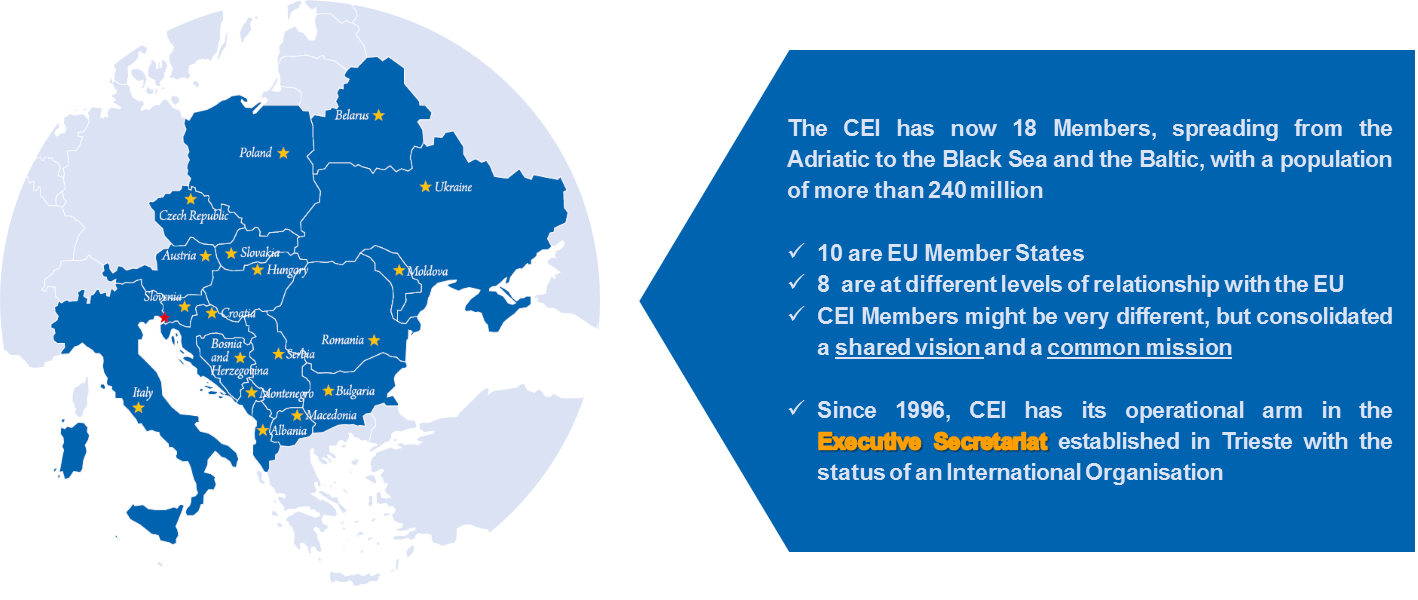 Belarus
Poland
Ukraine
Czech Republic
Austria
Slovakia
Hungary
Moldova
Slovenia
Croatia
Bosnia
and
Herzegovina
Serbia
Romania
Italy
Montenegro
Bulgaria
Macedonia
Albania
The CEI has now 18 Members, spreading from the
Adriatic to the Black Sea and the Baltic, with a population
of more than 240 million
✓ 10 are EU Member States
✓ 8 are at different levels of relationship with the EU
✓ CEI Members might be very different, but consolidated
a shared vision and a common mission
✓ Since 1996, CEI has its operational arm in the
Executive Secretariat established in Trieste with the
status of an International Organisation